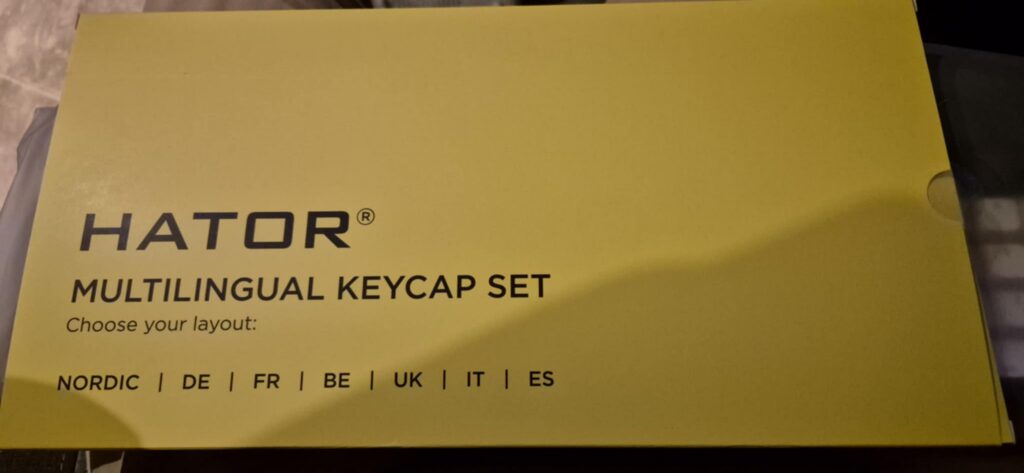 HATOR®
MULTILINGUAL KEYCAP SET
Choose your layout:
NORDIC | DE | FR | BE | UK | IT | ES